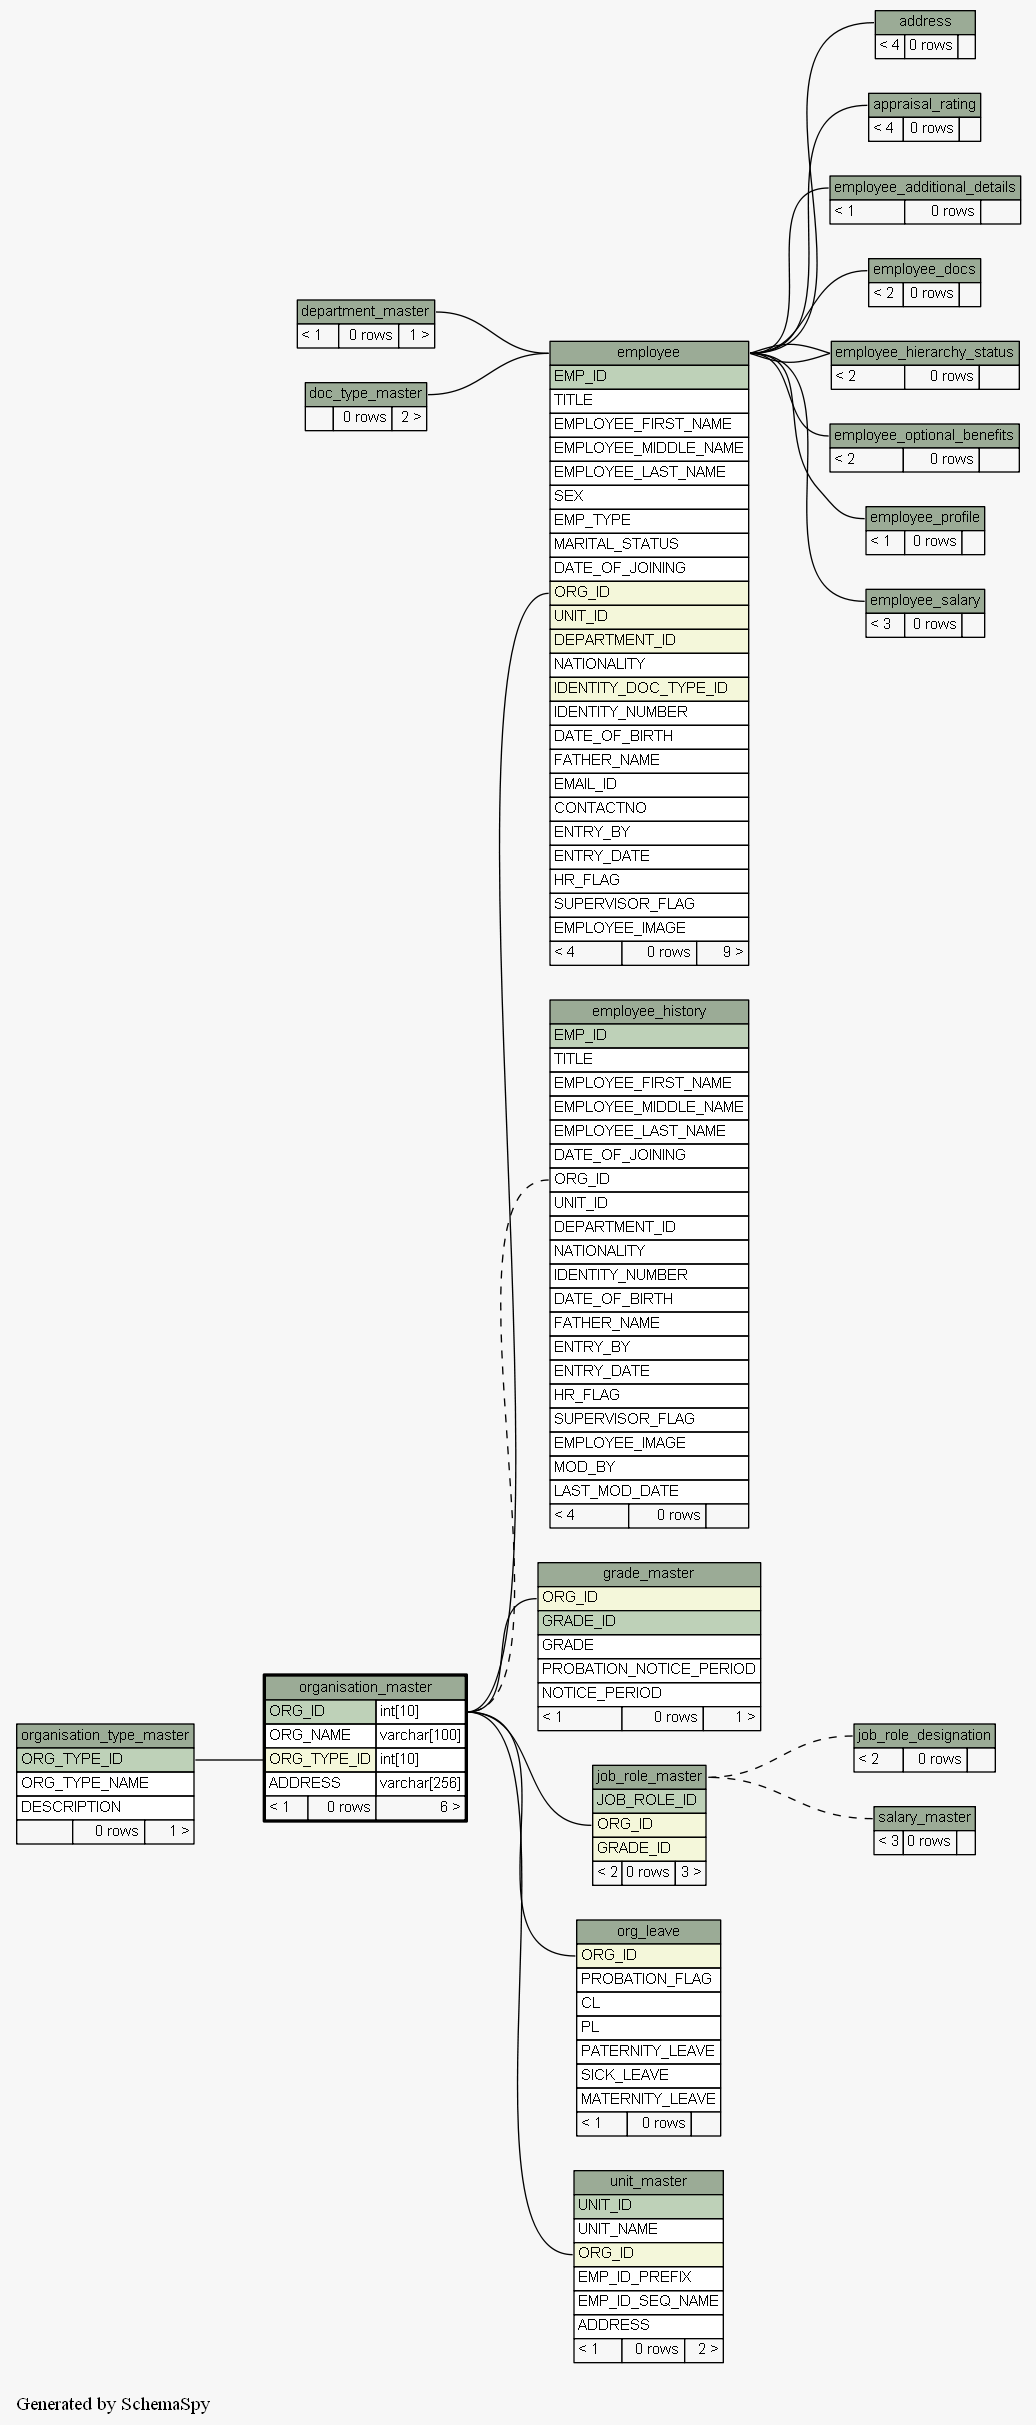 address
< 4 0 rows
appraisal_rating
< 4 0 rows
employee_additional_details
< 1 0 rows
employee_docs
< 2 0 rows
department_master
< 1 0 rows 1 >
doc_type_master
0 rows 2 >
employee
EMP_ID
TITLE
EMPLOYEE_FIRST_NAME
EMPLOYEE_MIDDLE_NAME
EMPLOYEE_LAST_NAME
SEX
EMP_TYPE
MARITAL_STATUS
DATE_OF_JOINING
ORG_ID
UNIT_ID
DEPARTMENT_ID
NATIONALITY
IDENTITY_DOC_TYPE_ID
IDENTITY_NUMBER
DATE_OF_BIRTH
FATHER_NAME
EMAIL_ID
CONTACTNO
ENTRY_BY
ENTRY_DATE
HR_FLAG
SUPERVISOR_FLAG
EMPLOYEE_IMAGE
< 4 0 rows 9 >
employee_hierarchy_status
< 2 0 rows
employee_optional_benefits
< 2 0 rows
employee_profile
< 1 0 rows
employee_salary
< 3 0 rows
employee_history
EMP_ID
TITLE
EMPLOYEE_FIRST_NAME
EMPLOYEE_MIDDLE_NAME
EMPLOYEE_LAST_NAME
DATE_OF_JOINING
ORG_ID
UNIT_ID
DEPARTMENT_ID
NATIONALITY
IDENTITY_NUMBER
DATE_OF_BIRTH
FATHER_NAME
ENTRY_BY
ENTRY_DATE
HR_FLAG
SUPERVISOR_FLAG
EMPLOYEE_IMAGE
MOD_BY
LAST_MOD_DATE
< 4 0 rows
grade_master
ORG_ID
GRADE_ID
GRADE
PROBATION_NOTICE_PERIOD
NOTICE_PERIOD
< 1 0 rows 1 >
organisation_type_master
ORG_TYPE_ID
ORG_TYPE_NAME
DESCRIPTION
0 rows 1 >
organisation_master
ORG_ID int[10]
ORG_NAME varchar[100]
ORG_TYPE_ID int[10]
ADDRESS varchar[256]
< 1 0 rows 6 >
job_role_master
JOB_ROLE_ID
ORG_ID
GRADE_ID
< 2 0 rows 3 >
job_role_designation
< 2 0 rows
salary_master
< 3 0 rows
org_leave
ORG_ID
PROBATION_FLAG
CL
PL
PATERNITY_LEAVE
SICK_LEAVE
MATERNITY_LEAVE
< 1 0 rows
unit_master
UNIT_ID
UNIT_NAME
ORG_ID
EMP_ID_PREFIX
EMP_ID_SEQ_NAME
ADDRESS
< 1 0 rows 2 >
Generated by SchemaSpy